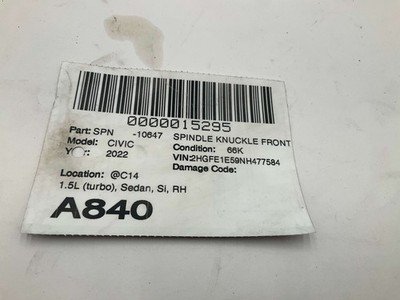 0000015295
Part: SPN -10647 SPINDLE KNUCKLE FRONT
Model: CIVIC Condition: 66K
2022 VIN:2HGFE1E59NH477584
Damage Code:
Location: @C14
1.5L (turbo), Sedan, Si, RH
A840